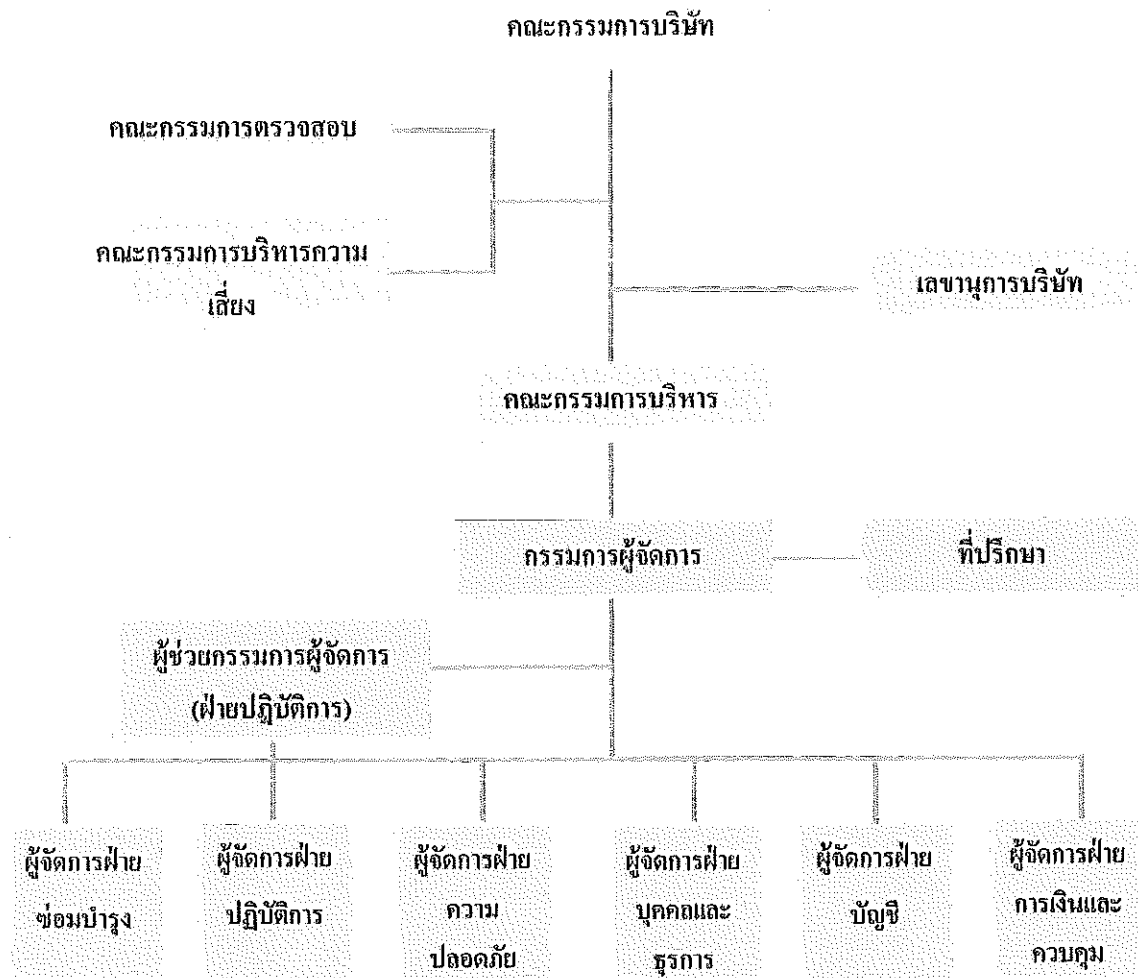 คณะกรรมการบริษัท
คณะกรรมการตรวจสอบ
คณะกรรมการบริหารความ
เสี่ยง
เลขานุการบริษัท
คณะกรรมการบริหาร
กรรมการผู้จัดการ
ที่ปรึกษา
ผู้ช่วยกรรมการผู้จัดการ
(ฝ่ายปฏิบัติการ)
ผู้จัดการฝ่าย
ซ่อมบำรุง
ผู้จัดการฝ่าย
ปฏิบัติการ
ผู้จัดการฝ่าย
ความ
ปลอดภัย
ผู้จัดการฝ่าย
บุคคลและ
ธุรการ
ผู้จัดการฝ่าย
บัญชี
ผู้จัดการฝ่าย
การเงินและ
ควบคุม